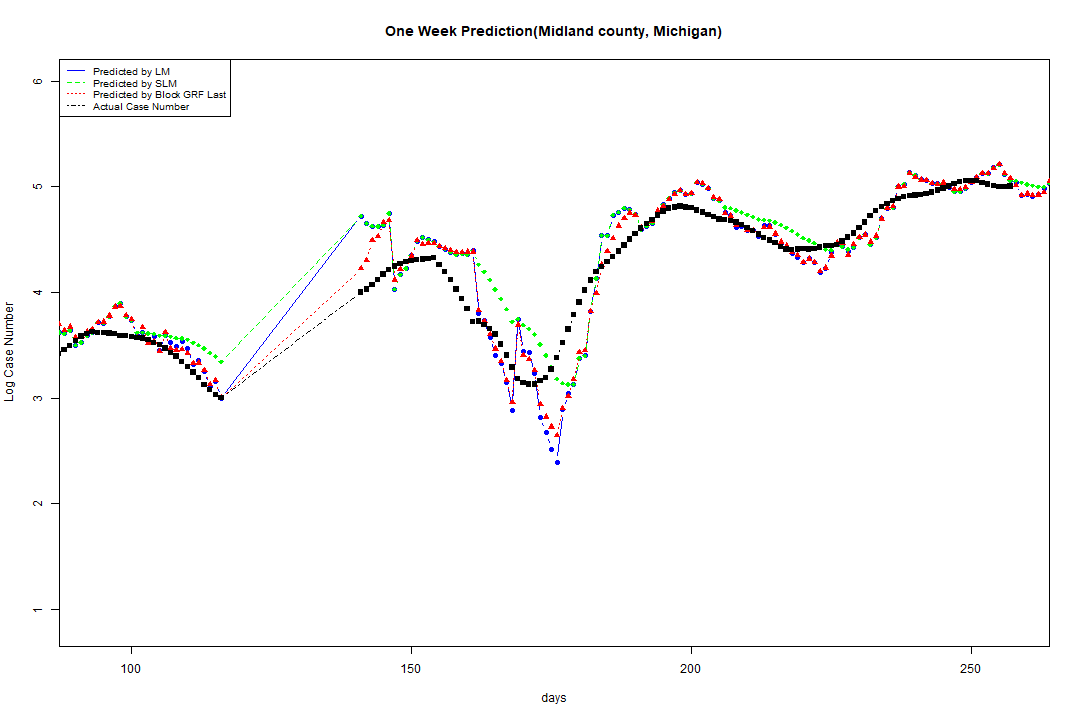 One Week Prediction(Midland county, Michigan)
Predicted by LM
Predicted by SLM
Predicted by Block GRF Last
Actual Case Number
6
5
4
3
2
1
Log Case Number
100 150 200 250
days